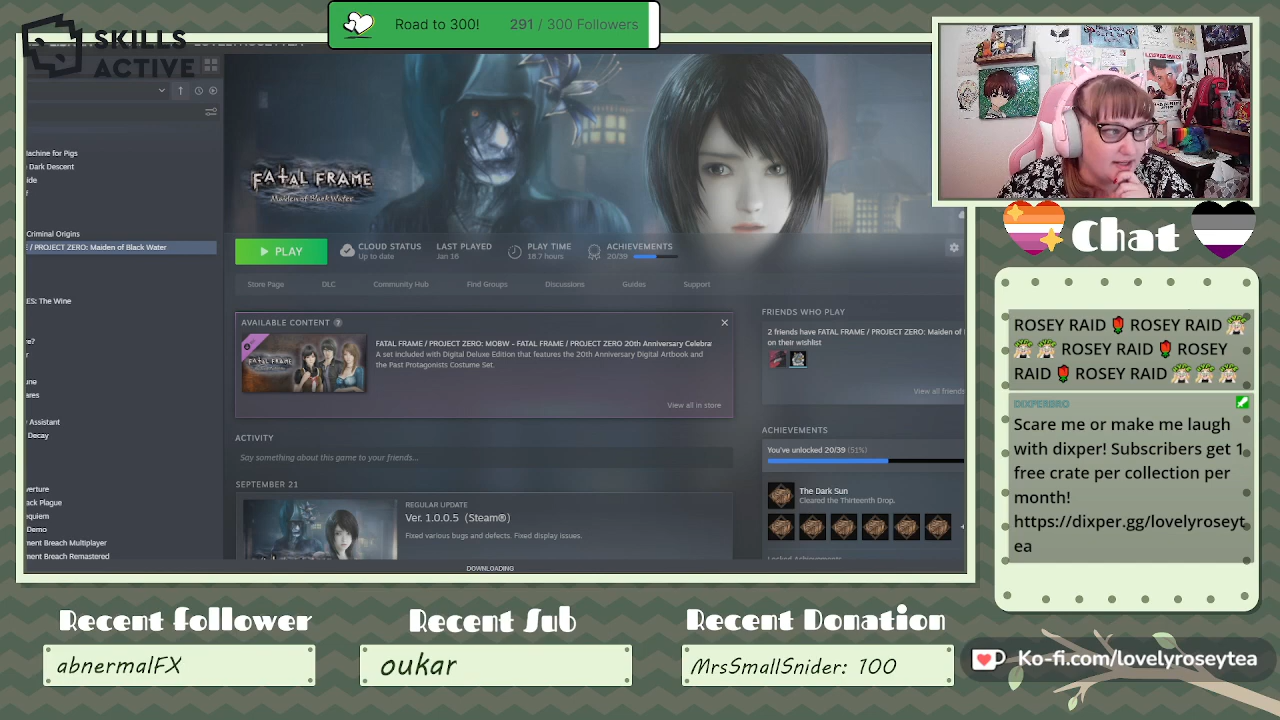 SKILLS
ACTIVE
Road to 300!
291 / 300 Followers
achine for Pigs
Dark Descent
Criminal Origins
/ PROJECT ZERO: Maiden of Black Water
ES: The Wine
Assistant
Decay
Demo
ment Breach Multiplayer
ment Breach Remastered
FATAL FRAME
Maiden of Black Water
PLAY
CLOUD STATUS
Up to date
LAST PLAYED
Jan 16
PLAY TIME
18.7 hours
ACHIEVEMENTS
20/39
Store Page
DLC
Community Hub
Find Groups
Discussions
Guides
Support
AVAILABLE CONTENT
FATAL FRAME
FATAL FRAME / PROJECT ZERO: MOBW - FATAL FRAME / PROJECT ZERO 20th Anniversary Celebra
A set included with Digital Deluxe Edition that features the 20th Anniversary Digital Artbook and
the Past Protagonists Costume Set.
View all in store
ACTIVITY
Say something about this game to your friends...
SEPTEMBER 21
REGULAR UPDATE
Ver. 1.0.0.5 (Steam®)
Fixed various bugs and defects. Fixed display issues.
DOWNLOADING
FRIENDS WHO PLAY
2 friends have FATAL FRAME / PROJECT ZERO: Maiden of
on their wishlist
View all friends
ACHIEVEMENTS
You've unlocked 20/39 (51%)
The Dark Sun
Cleared the Thirteenth Drop.
Locked Achievements
Chat
ROSEY RAID 🌹 ROSEY RAID
ROSEY RAID 🌹 ROSEY
RAID 🌹 ROSEY RAID
DIXPERBRO
Scare me or make me laugh
with dixper! Subscribers get 1
free crate per collection per
month!
https://dixper.gg/lovelyroseyt
ea
Recent Follower
abnormalFX
Recent Sub
oukar
Recent Donation
MrsSmallSnider: 100
Ko-fi.com/lovelyroseytea